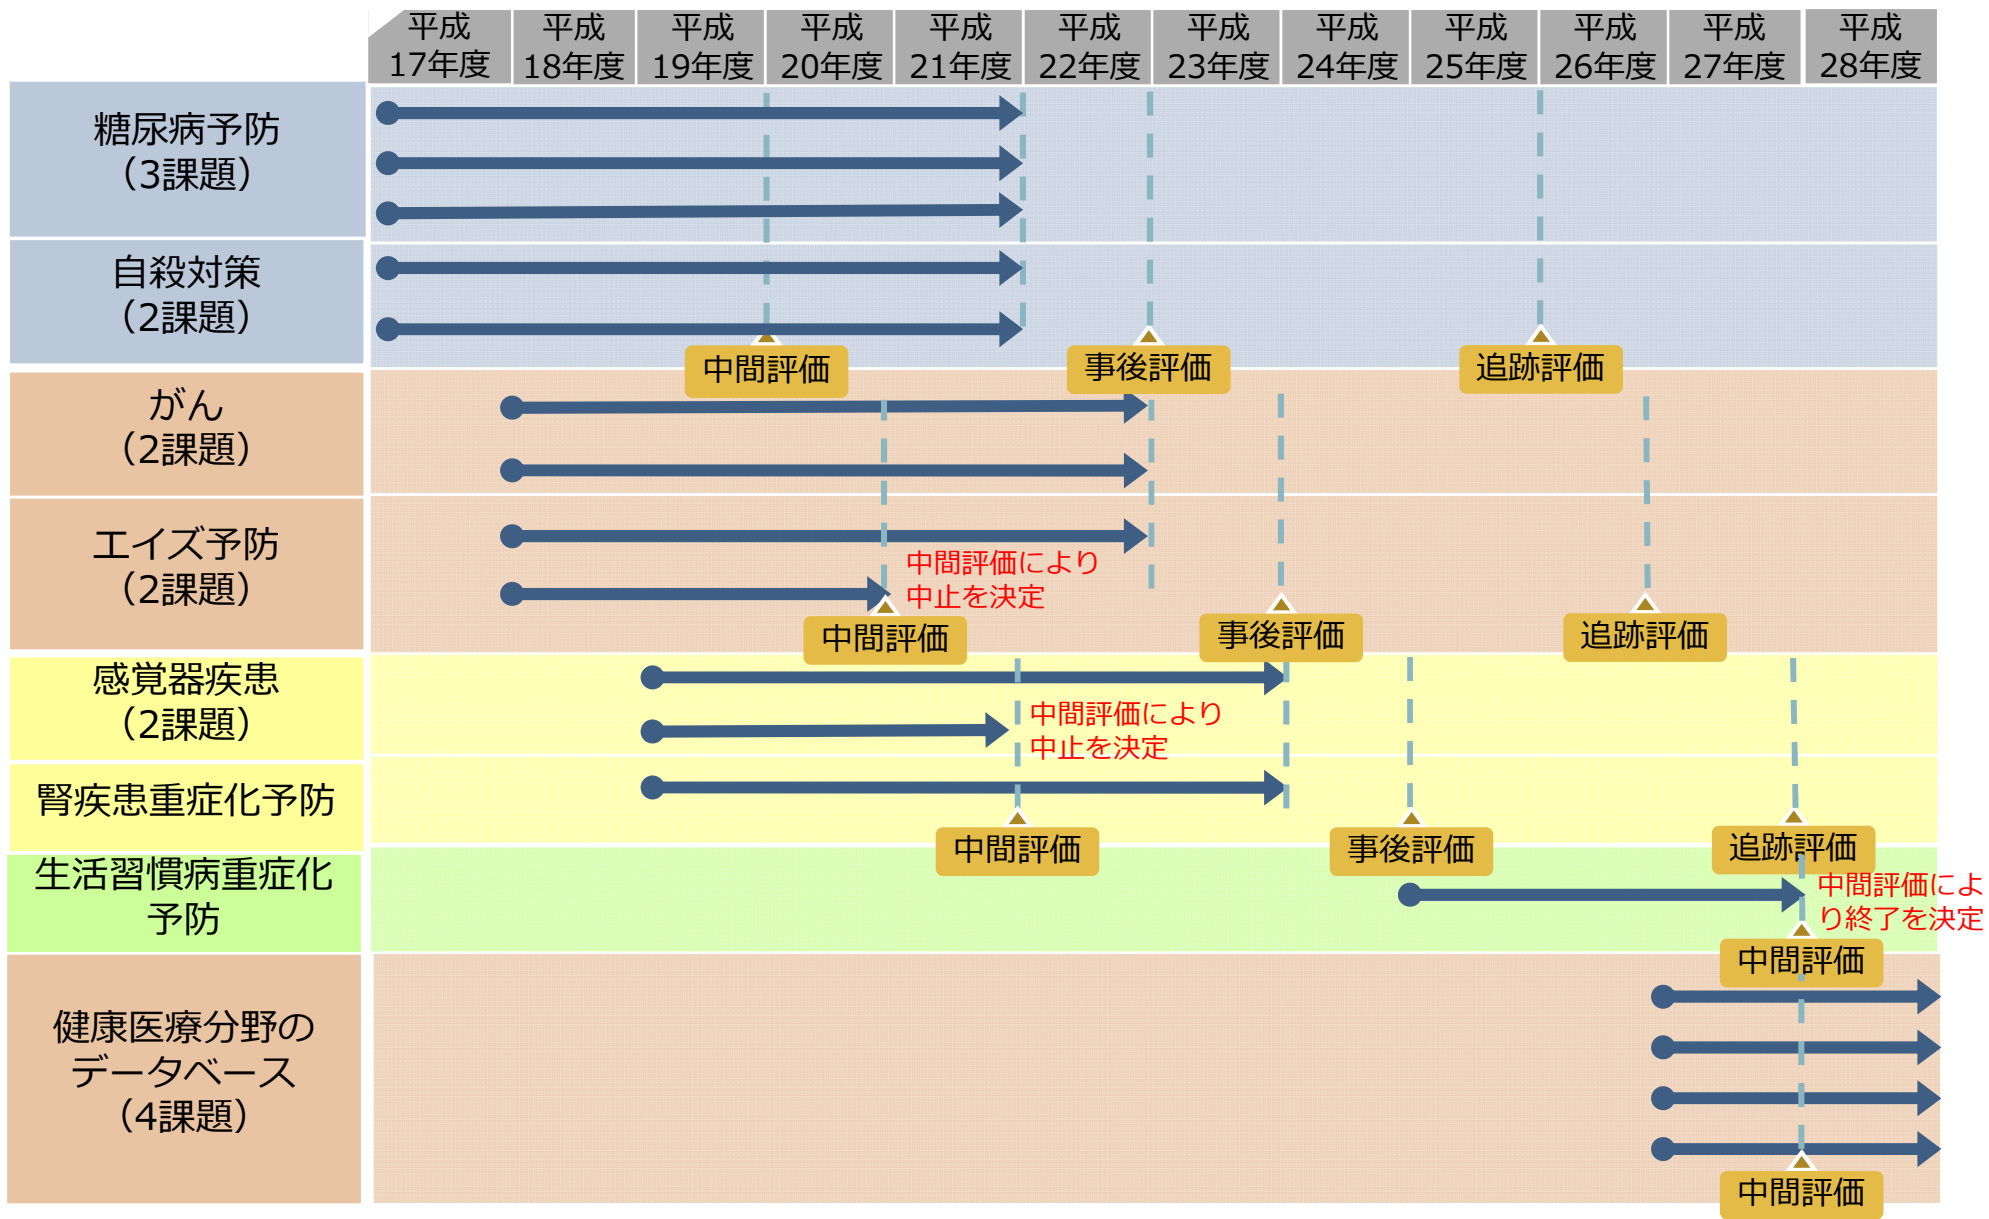 平成
17年度
平成
18年度
平成
19年度
平成
20年度
平成
21年度
平成
22年度
平成
23年度
平成
24年度
平成
25年度
平成
26年度
平成
27年度
平成
28年度
糖尿病予防
（3課題）
自殺対策
（2課題）
中間評価
事後評価
追跡評価
がん
（2課題）
エイズ予防
（2課題）
中間評価により
中止を決定
中間評価
事後評価
追跡評価
感覚器疾患
（2課題）
中間評価により
中止を決定
腎疾患重症化予防
中間評価
事後評価
追跡評価
生活習慣病重症化
予防
中間評価によ
り終了を決定
中間評価
健康医療分野の
データベース
（4課題）
中間評価